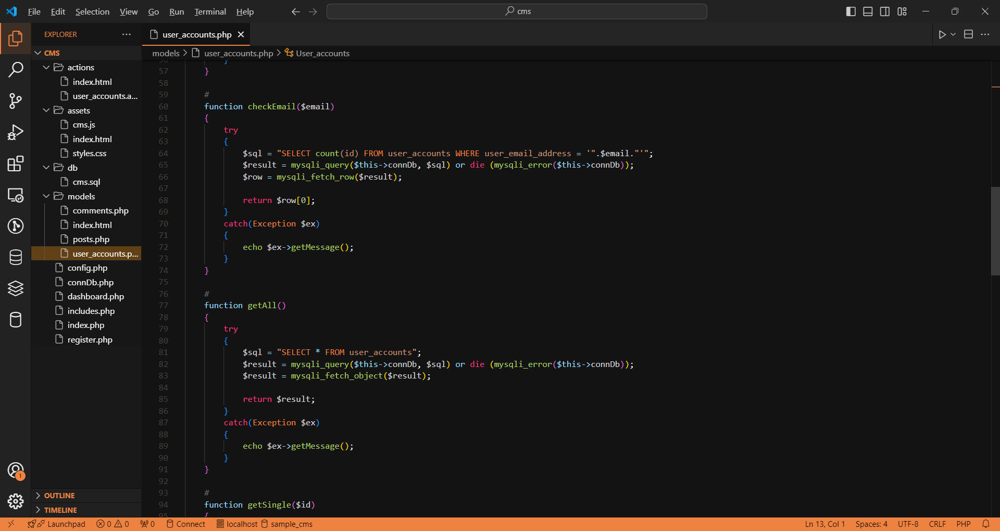 File Edit Selection View Go Run Terminal Help cms
EXPLORER
user_accounts.php
CMS
models > user_accounts.php > User_accounts
actions
index.html
user_accounts.a...
assets
cms.js
index.html
styles.css
db
cms.sql
models
comments.php
index.html
posts.php
user_accounts.p...
config.php
connDb.php
dashboard.php
includes.php
index.php
register.php
OUTLINE
TIMELINE
56 }
57 }
58
59 #
60 function checkEmail($email)
61 {
62 try
63 {
64 $sql = "SELECT count(id) FROM user_accounts WHERE user_email_address = '".$email."'";
65 $result = mysqli_query($this->connDb, $sql) or die (mysqli_error($this->connDb));
66 $row = mysqli_fetch_row($result);
67
68 return $row[0];
69 }
70 catch(Exception $ex)
71 {
72 echo $ex->getMessage();
73 }
74 }
75
76 #
77 function getAll()
78 {
79 try
80 {
81 $sql = "SELECT * FROM user_accounts";
82 $result = mysqli_query($this->connDb, $sql) or die (mysqli_error($this->connDb));
83 $result = mysqli_fetch_object($result);
84
85 return $result;
86 }
87 catch(Exception $ex)
88 {
89 echo $ex->getMessage();
90 }
91 }
92
93 #
94 function getSingle($id)
95 {
1
Launchpad 0 0 0 Connect localhost sample_cms Ln 13, Col 1 Spaces: 4 UTF-8 CRLF PHP